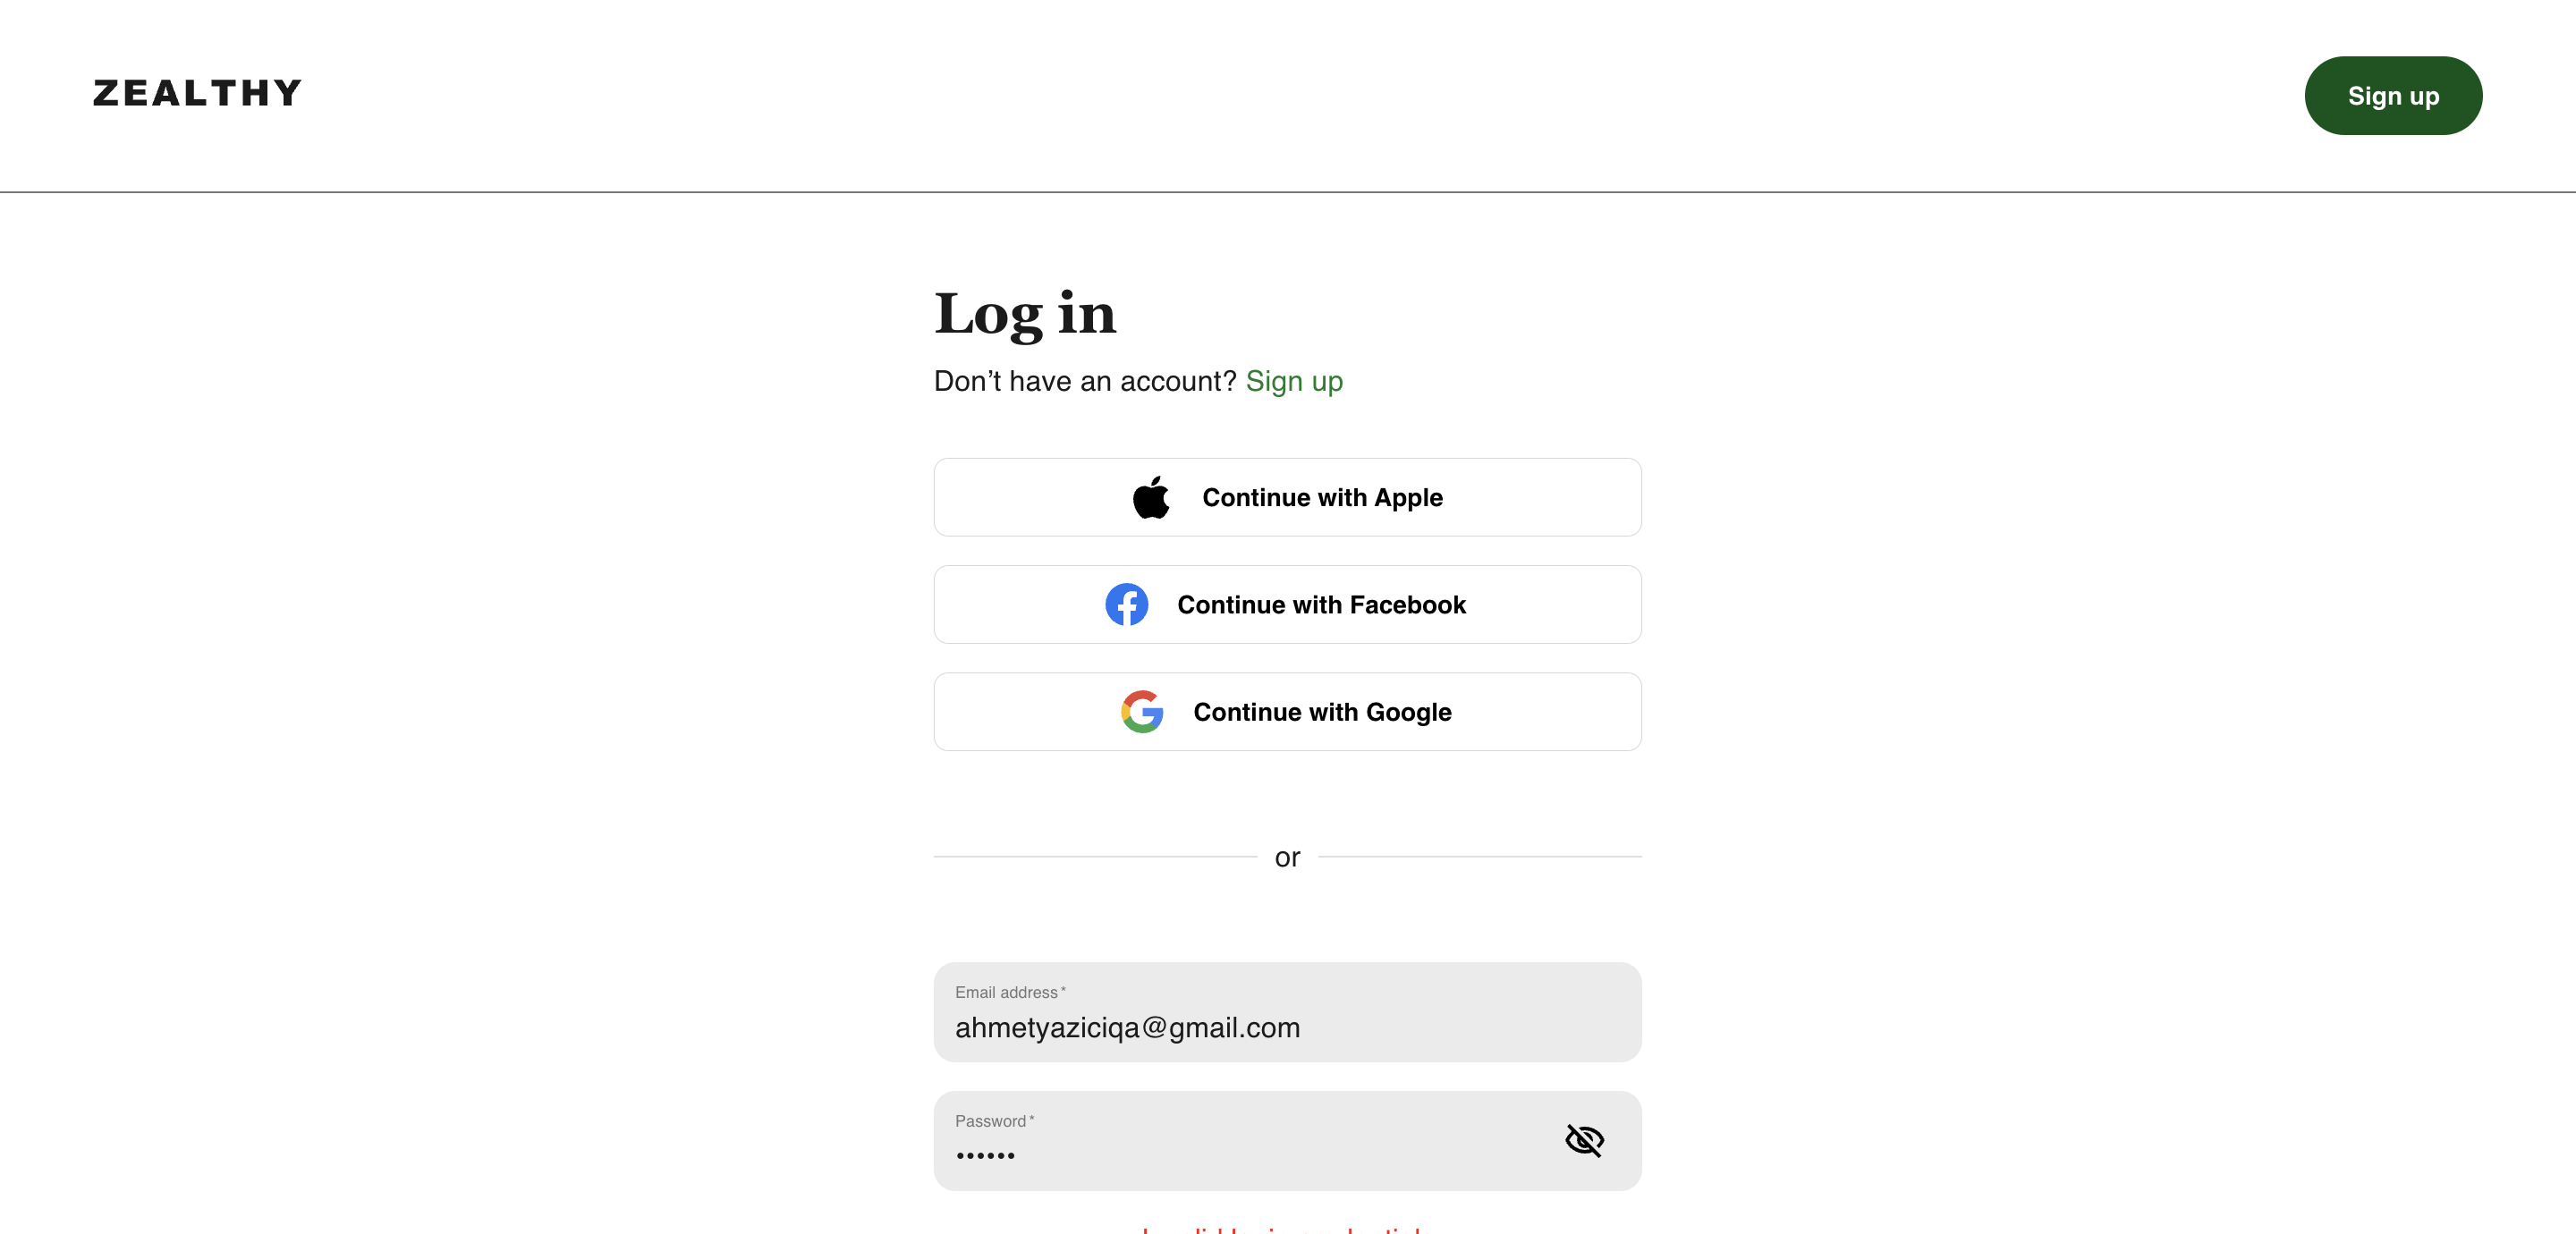 ZEALTHY
Sign up
Log in
Don’t have an account? Sign up
Continue with Apple
Continue with Facebook
Continue with Google
or
Email address *
ahmetyaziciqa@gmail.com
Password *
••••••